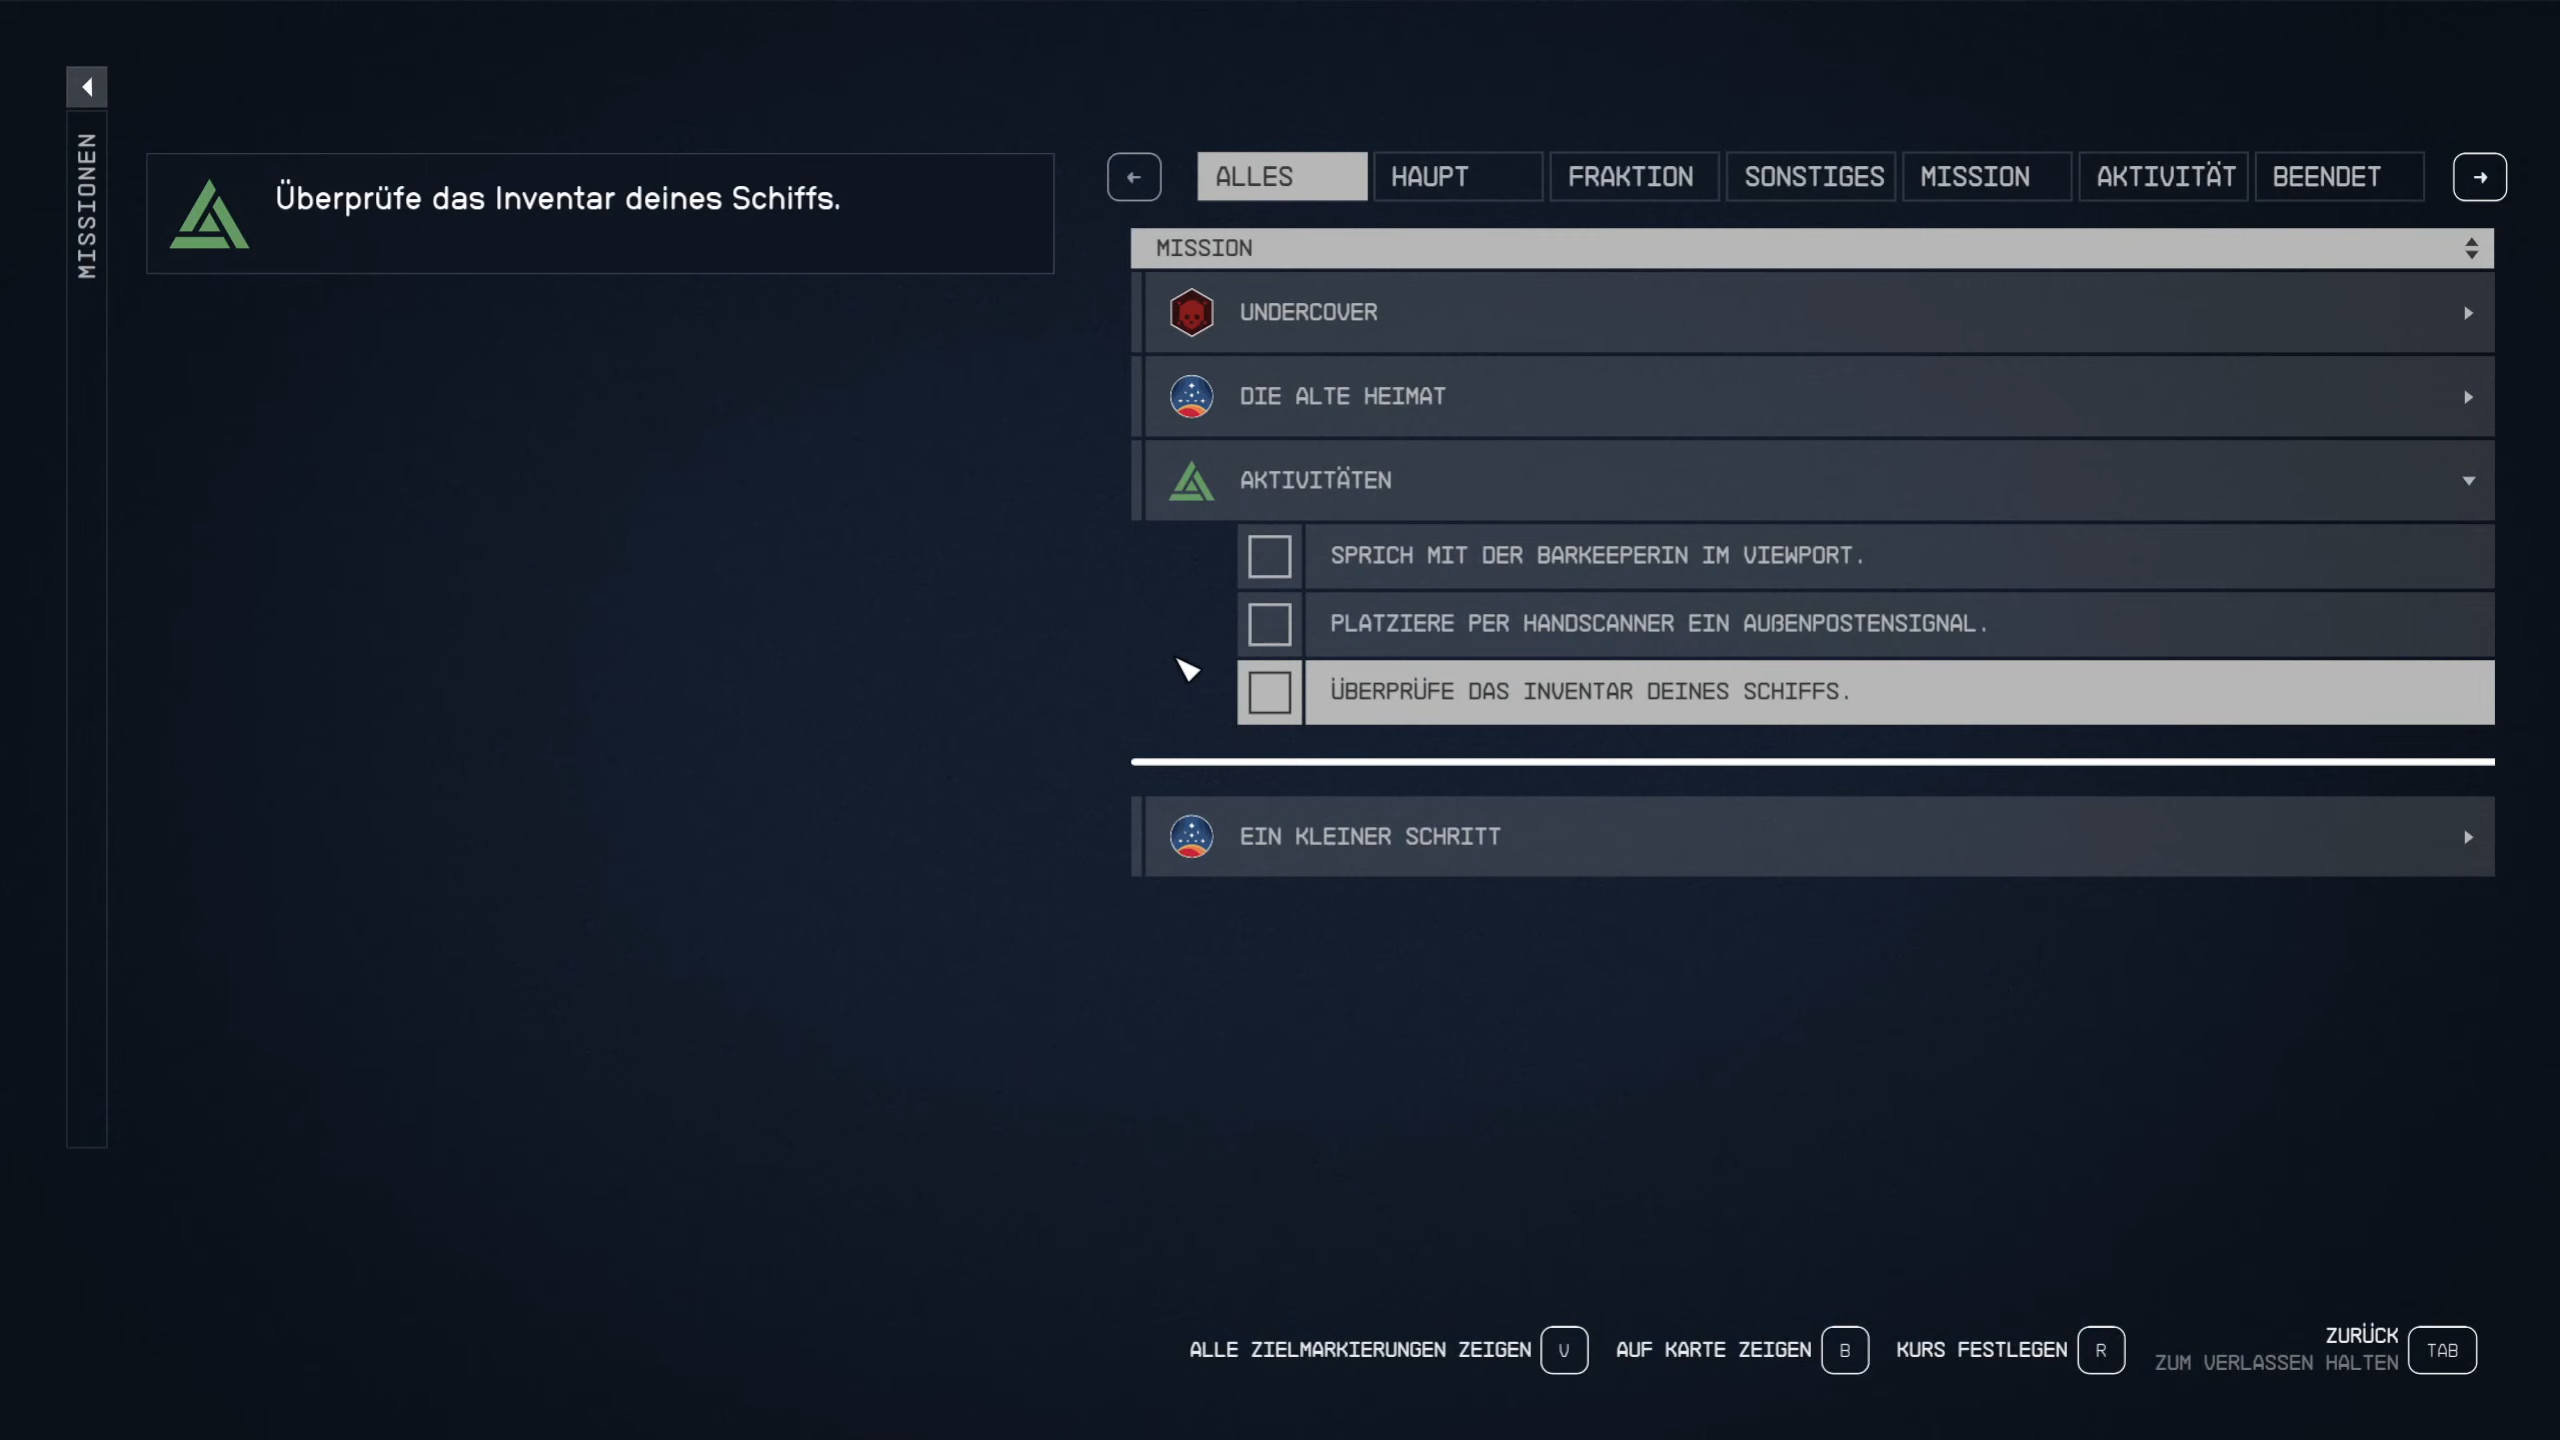 MISSIONEN
Überprüfe das Inventar deines Schiffs.
ALLES HAUPT FRAKTION SONSTIGES MISSION AKTIVITÄT BEENDET
MISSION
UNDERCOVER
DIE ALTE HEIMAT
AKTIVITÄTEN
SPRICH MIT DER BARKEEPERIN IM VIEWPORT.
PLATZIERE PER HANDSCANNER EIN AUßENPOSTENSIGNAL.
ÜBERPRÜFE DAS INVENTAR DEINES SCHIFFS.
EIN KLEINER SCHRITT
ALLE ZIELMARKIERUNGEN ZEIGEN V AUF KARTE ZEIGEN B KURS FESTLEGEN R ZURÜCK TAB
ZUM VERLASSEN HALTEN